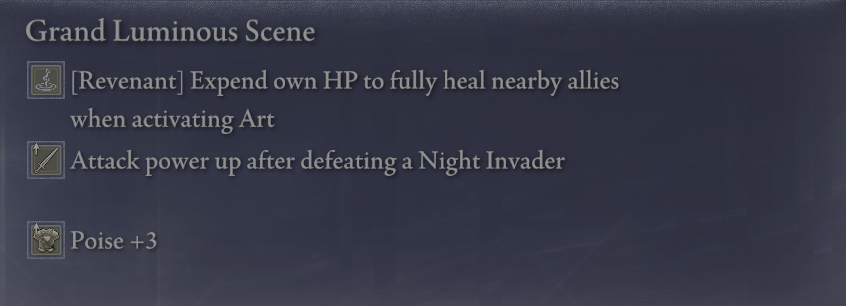 Grand Luminous Scene
[Revenant] Expend own HP to fully heal nearby allies
when activating Art
Attack power up after defeating a Night Invader
Poise +3